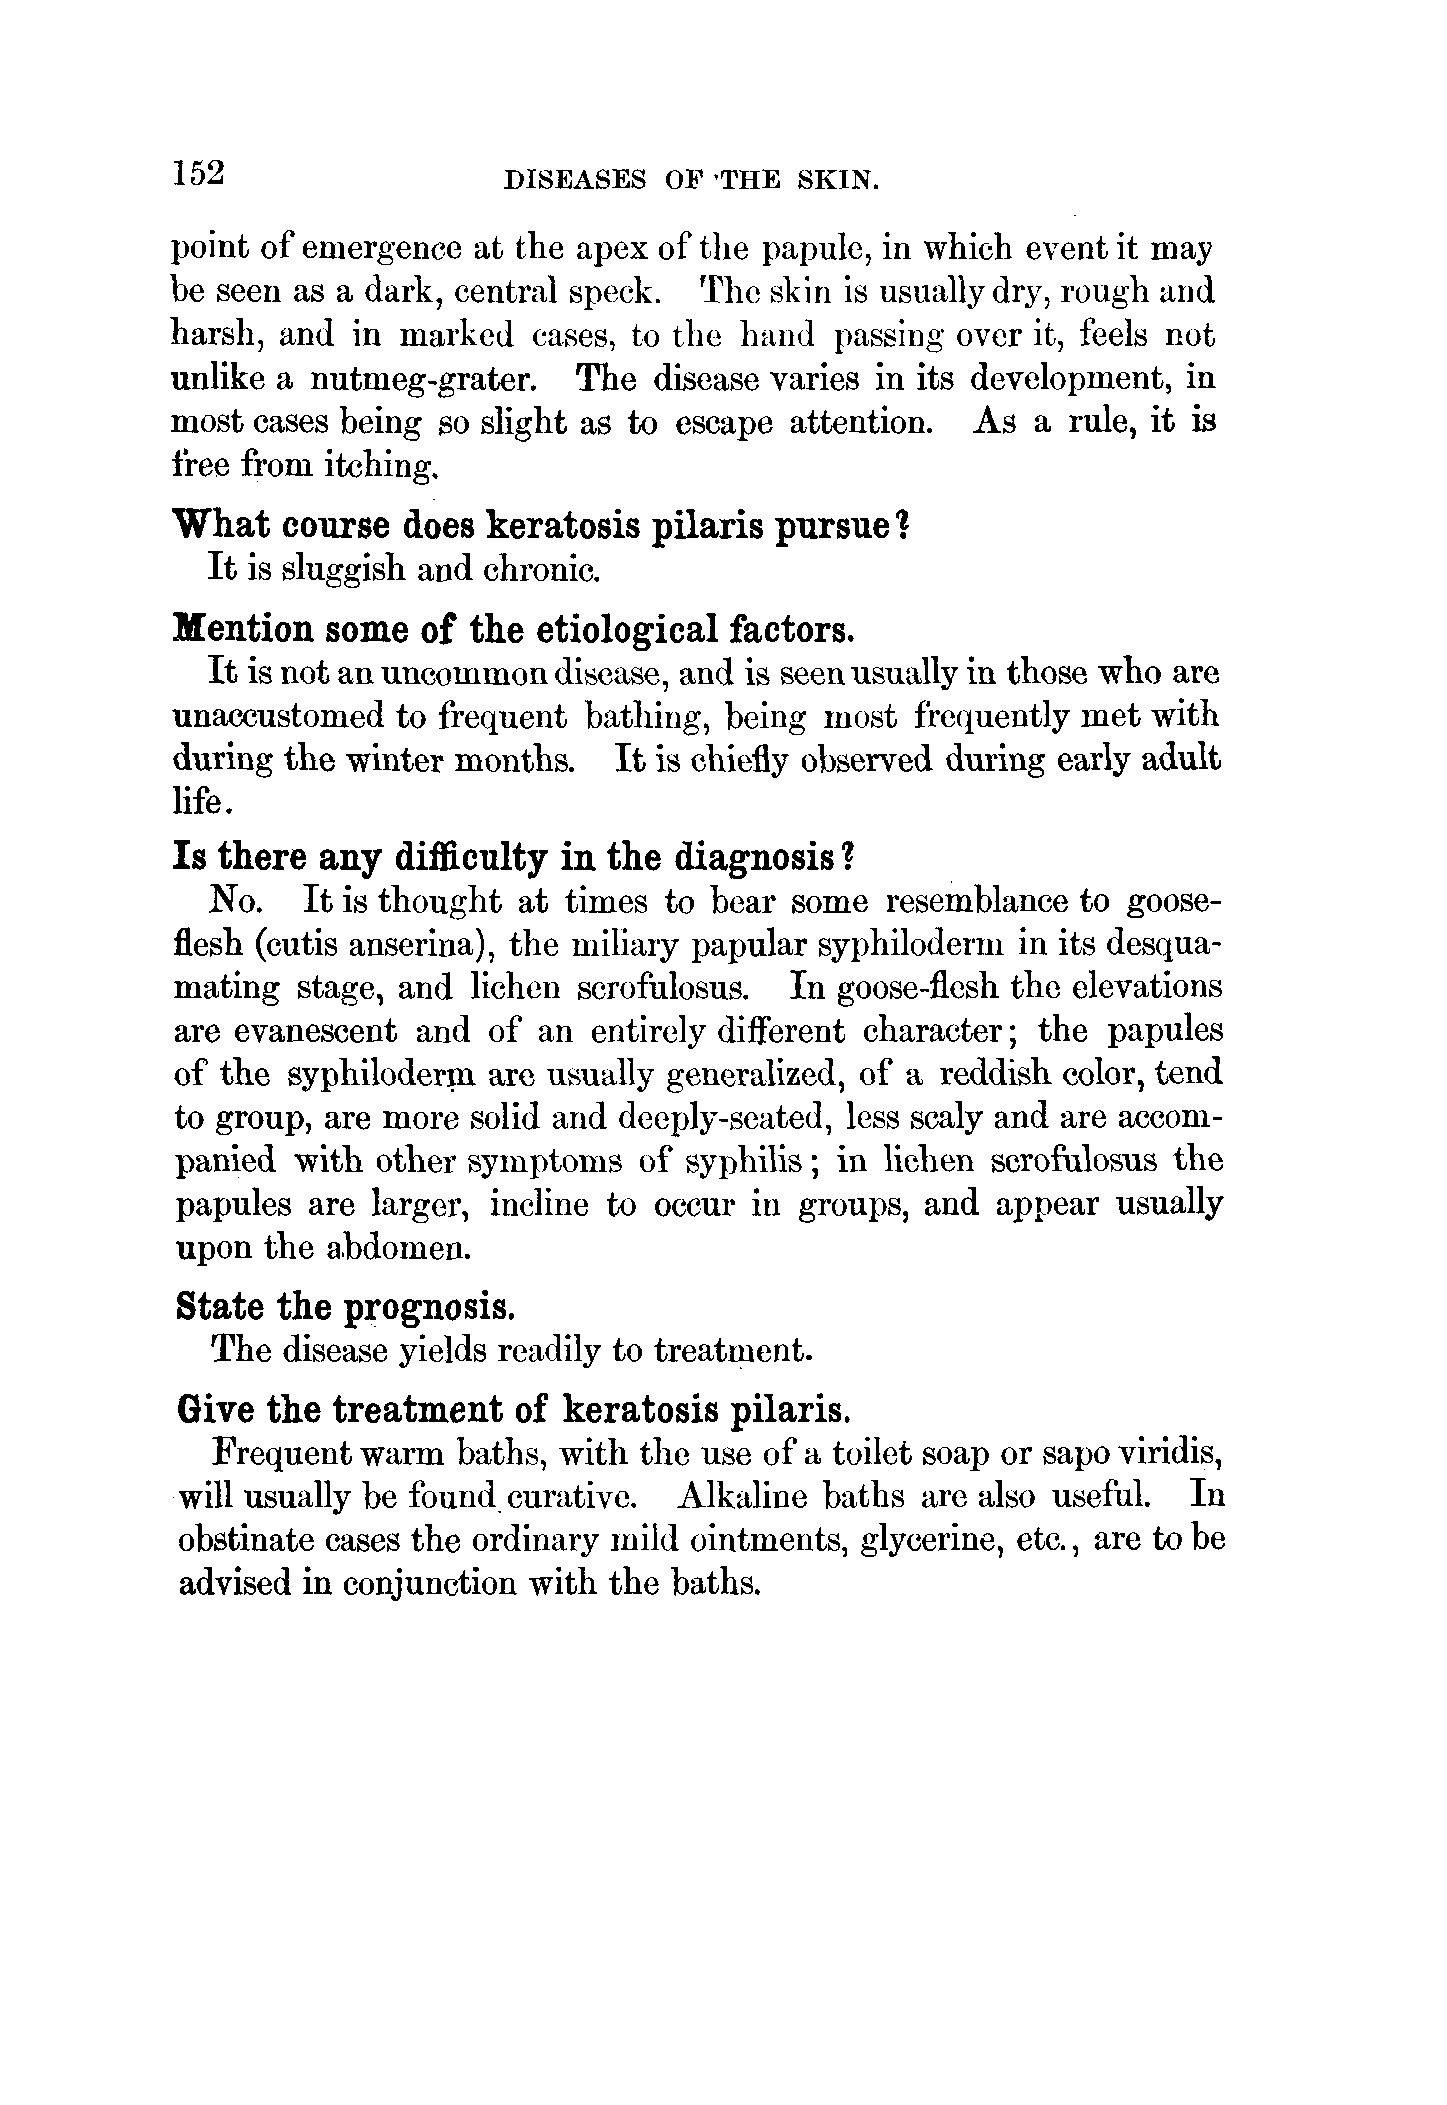 152
DISEASES OF THE SKIN.
point of emergence at the apex of the papule, in which event it may
be seen as a dark, central speck. The skin is usually dry, rough and
harsh, and in marked cases, to the hand passing over it, feels not
unlike a nutmeg-grater. The disease varies in its development, in
most cases being so slight as to escape attention. As a rule, it is
free from itching.
What course does keratosis pilaris pursue?
It is sluggish and chronic.
Mention some of the etiological factors.
It is not an uncommon disease, and is seen usually in those who are
unaccustomed to frequent bathing, being most frequently met with
during the winter months. It is chiefly observed during early adult
life.
Is there any difficulty in the diagnosis?
No. It is thought at times to bear some resemblance to goose-
flesh (cutis anserina), the miliary papular syphiloderm in its desqua-
mating stage, and lichen scrofulosus. In goose-flesh the elevations
are evanescent and of an entirely different character; the papules
of the syphiloderm are usually generalized, of a reddish color, tend
to group, are more solid and deeply-seated, less scaly and are accom-
panied with other symptoms of syphilis; in lichen scrofulosus the
papules are larger, incline to occur in groups, and appear usually
upon the abdomen.
State the prognosis.
The disease yields readily to treatment.
Give the treatment of keratosis pilaris.
Frequent warm baths, with the use of a toilet soap or sapo viridis,
will usually be found curative. Alkaline baths are also useful. In
obstinate cases the ordinary mild ointments, glycerine, etc., are to be
advised in conjunction with the baths.